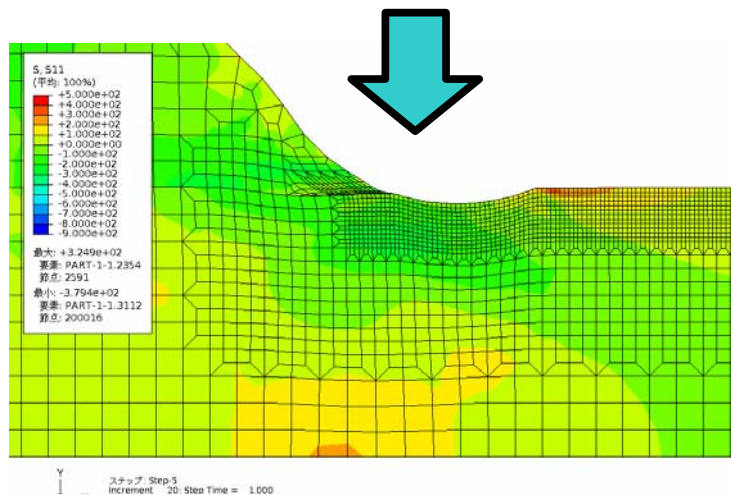 S, S11
(平均: 100%)
+5.000e+02
+4.000e+02
+3.000e+02
+2.000e+02
+1.000e+02
+0.000e+00
-1.000e+02
-2.000e+02
-3.000e+02
-4.000e+02
-5.000e+02
-6.000e+02
-7.000e+02
-8.000e+02
-9.000e+02
最大: +3.249e+02
要素: PART-1-1.2354
節点: 2591
最小: -3.794e+02
要素: PART-1-1.3112
節点: 200016
Y
ステップ: Step-5
Increment 20: Step Time = 1.000